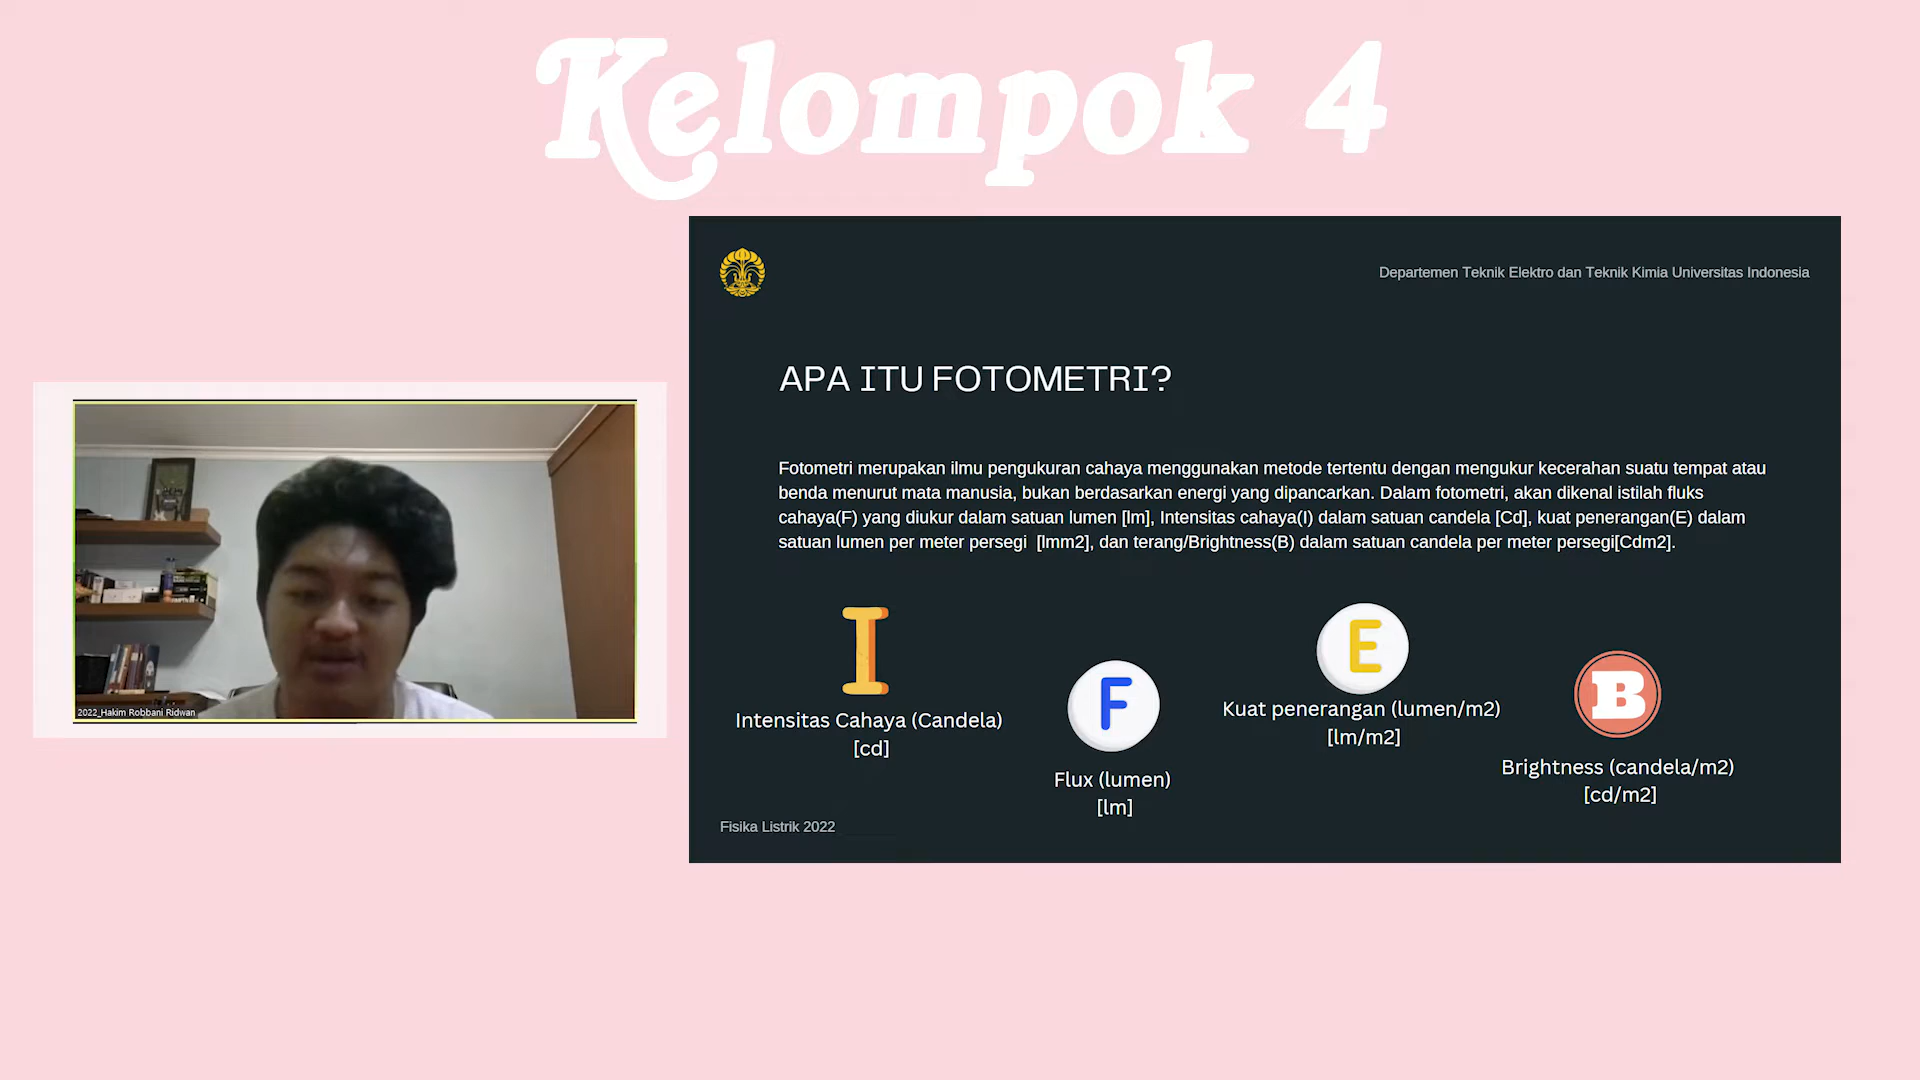 Kelompok 4
Departemen Teknik Elektro dan Teknik Kimia Universitas Indonesia
APA ITU FOTOMETRI?
Fotometri merupakan ilmu pengukuran cahaya menggunakan metode tertentu dengan mengukur kecerahan suatu tempat atau
benda menurut mata manusia, bukan berdasarkan energi yang dipancarkan. Dalam fotometri, akan dikenal istilah fluks
cahaya(F) yang diukur dalam satuan lumen [lm], Intensitas cahaya(I) dalam satuan candela [Cd], kuat penerangan(E) dalam
satuan lumen per meter persegi  [lmm2], dan terang/Brightness(B) dalam satuan candela per meter persegi[Cdm2].
I
Intensitas Cahaya (Candela)
[cd]
F
Flux (lumen)
[lm]
E
Kuat penerangan (lumen/m2)
[lm/m2]
B
Brightness (candela/m2)
[cd/m2]
Fisika Listrik 2022
2022_Hakim Robbani Ridwan